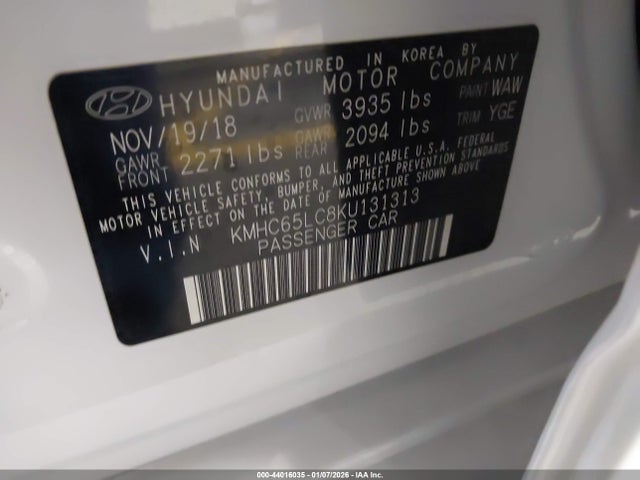 MANUFACTURED IN KOREA BY
HYUNDAI MOTOR COMPANY
NOV/19/18 GVWR 3935 lbs PAINT WAW
GAWR FRONT 2271 lbs GAWR REAR 2094 lbs TRIM YGE
THIS VEHICLE CONFORMS TO ALL APPLICABLE U.S.A. FEDERAL
MOTOR VEHICLE SAFETY, BUMPER, AND THEFT PREVENTION STANDARDS
IN EFFECT ON THE DATE OF MANUFACTURE SHOWN ABOVE
V.I.N KMHC65LC8KU131313
PASSENGER CAR
000-44016035 - 01/07/2026 - IAA Inc.